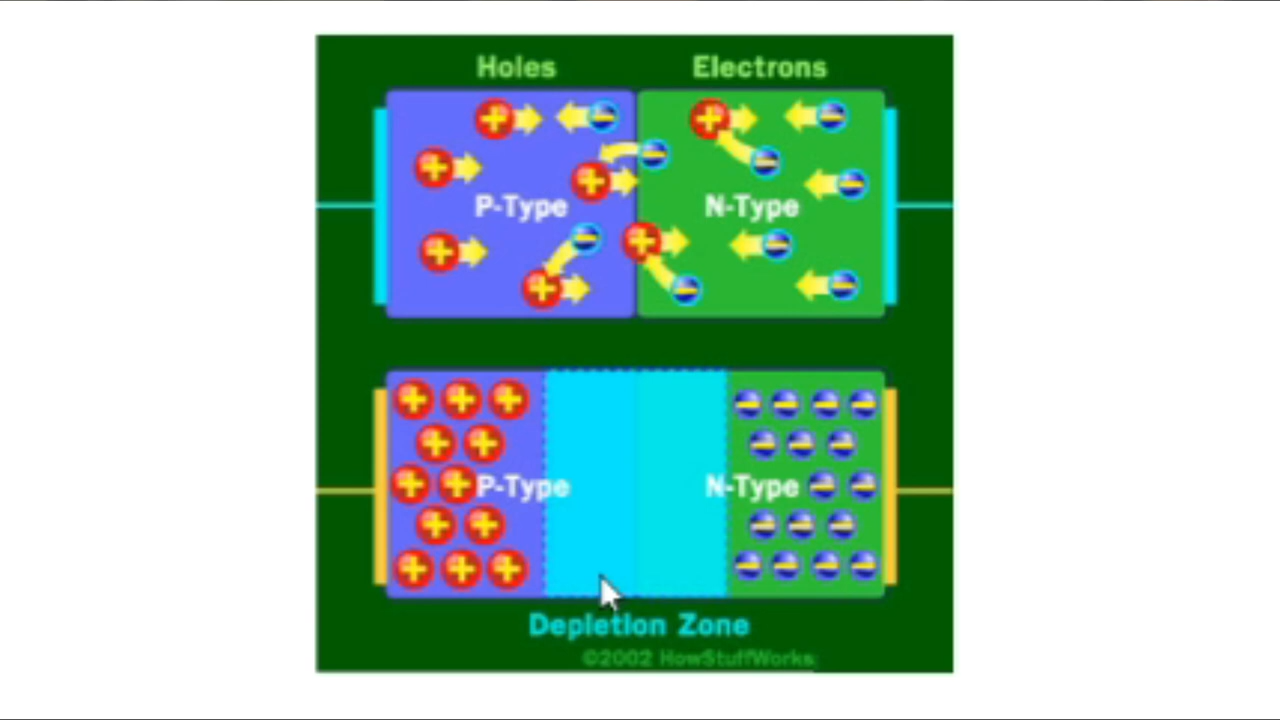 Holes Electrons
P-Type N-Type
P-Type N-Type
Depletion Zone
©2002 HowStuffWorks